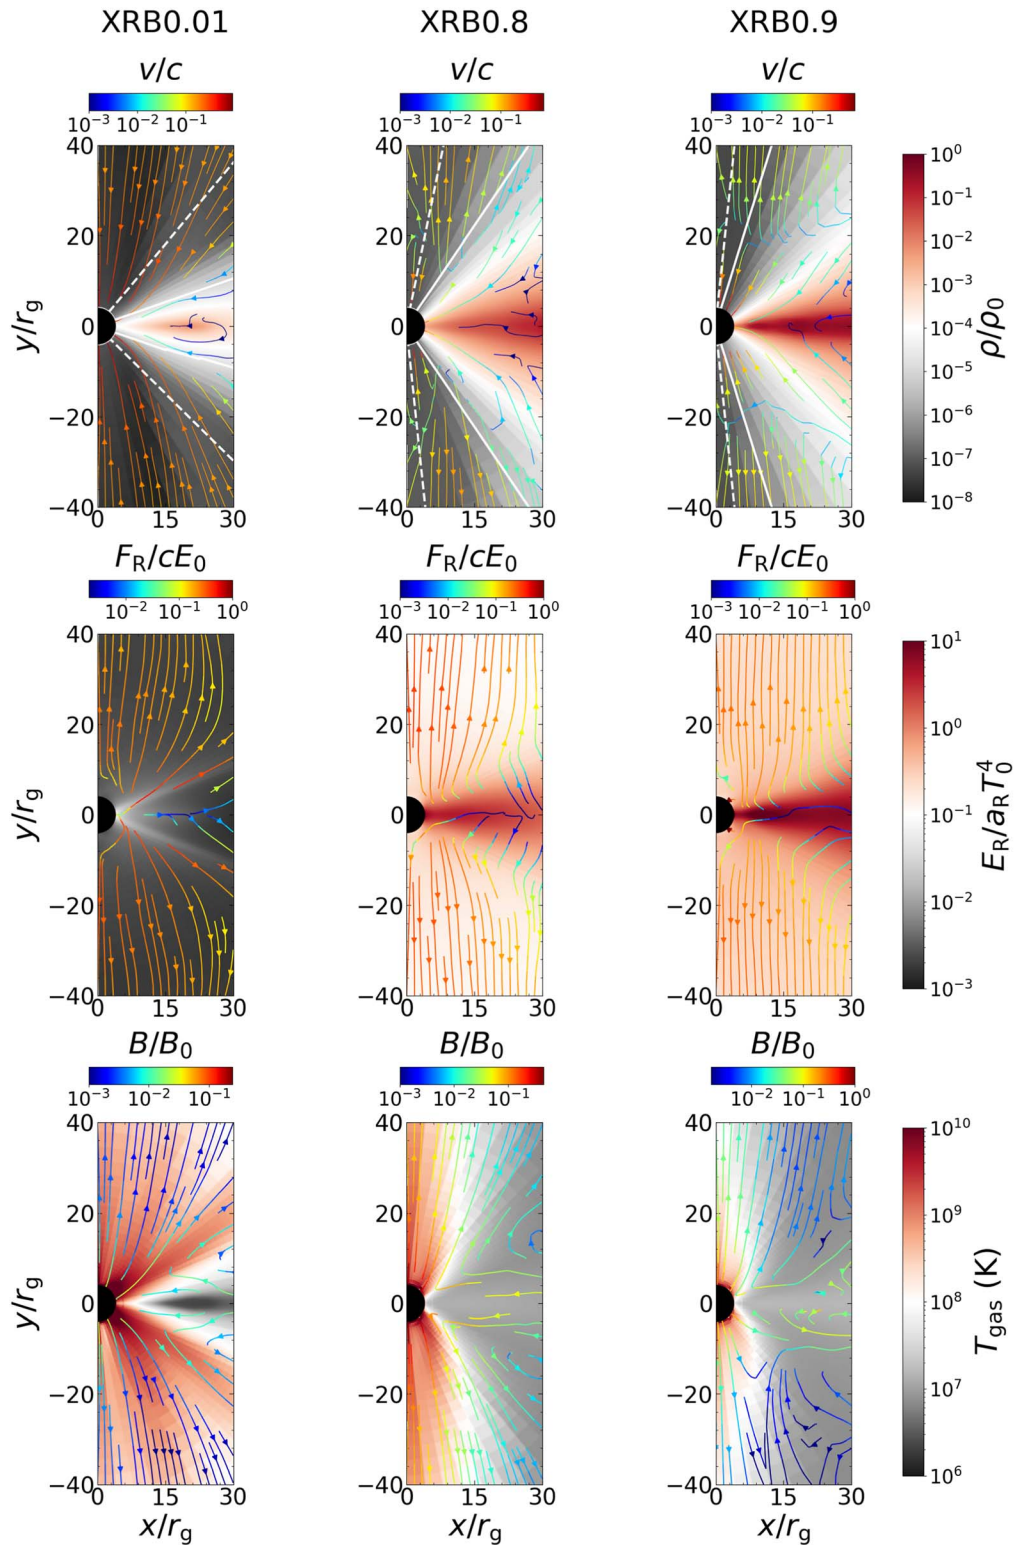 XRB0.01 XRB0.8 XRB0.9
v/c v/c v/c
10⁻³ 10⁻² 10⁻¹ 10⁻³ 10⁻² 10⁻¹ 10⁻³ 10⁻² 10⁻¹
40 40 40
20 20 20
0 0 0
−20 −20 −20
−40 −40 −40
y/r_g
0 15 30 0 15 30 0 15 30
10⁰
10⁻¹
10⁻²
10⁻³
10⁻⁴
10⁻⁵
10⁻⁶
10⁻⁷
10⁻⁸
ρ/ρ₀
F_R/cE₀ F_R/cE₀ F_R/cE₀
10⁻² 10⁻¹ 10⁰ 10⁻³ 10⁻² 10⁻¹ 10⁰ 10⁻³ 10⁻² 10⁻¹ 10⁰
40 40 40
20 20 20
0 0 0
−20 −20 −20
−40 −40 −40
y/r_g
0 15 30 0 15 30 0 15 30
10¹
10⁰
10⁻¹
10⁻²
10⁻³
E_R/a_R T₀⁴
B/B₀ B/B₀ B/B₀
10⁻³ 10⁻² 10⁻¹ 10⁻³ 10⁻² 10⁻¹ 10⁻² 10⁻¹ 10⁰
40 40 40
20 20 20
0 0 0
−20 −20 −20
−40 −40 −40
y/r_g
0 15 30 0 15 30 0 15 30
x/r_g x/r_g x/r_g
10¹⁰
10⁹
10⁸
10⁷
10⁶
T_gas (K)